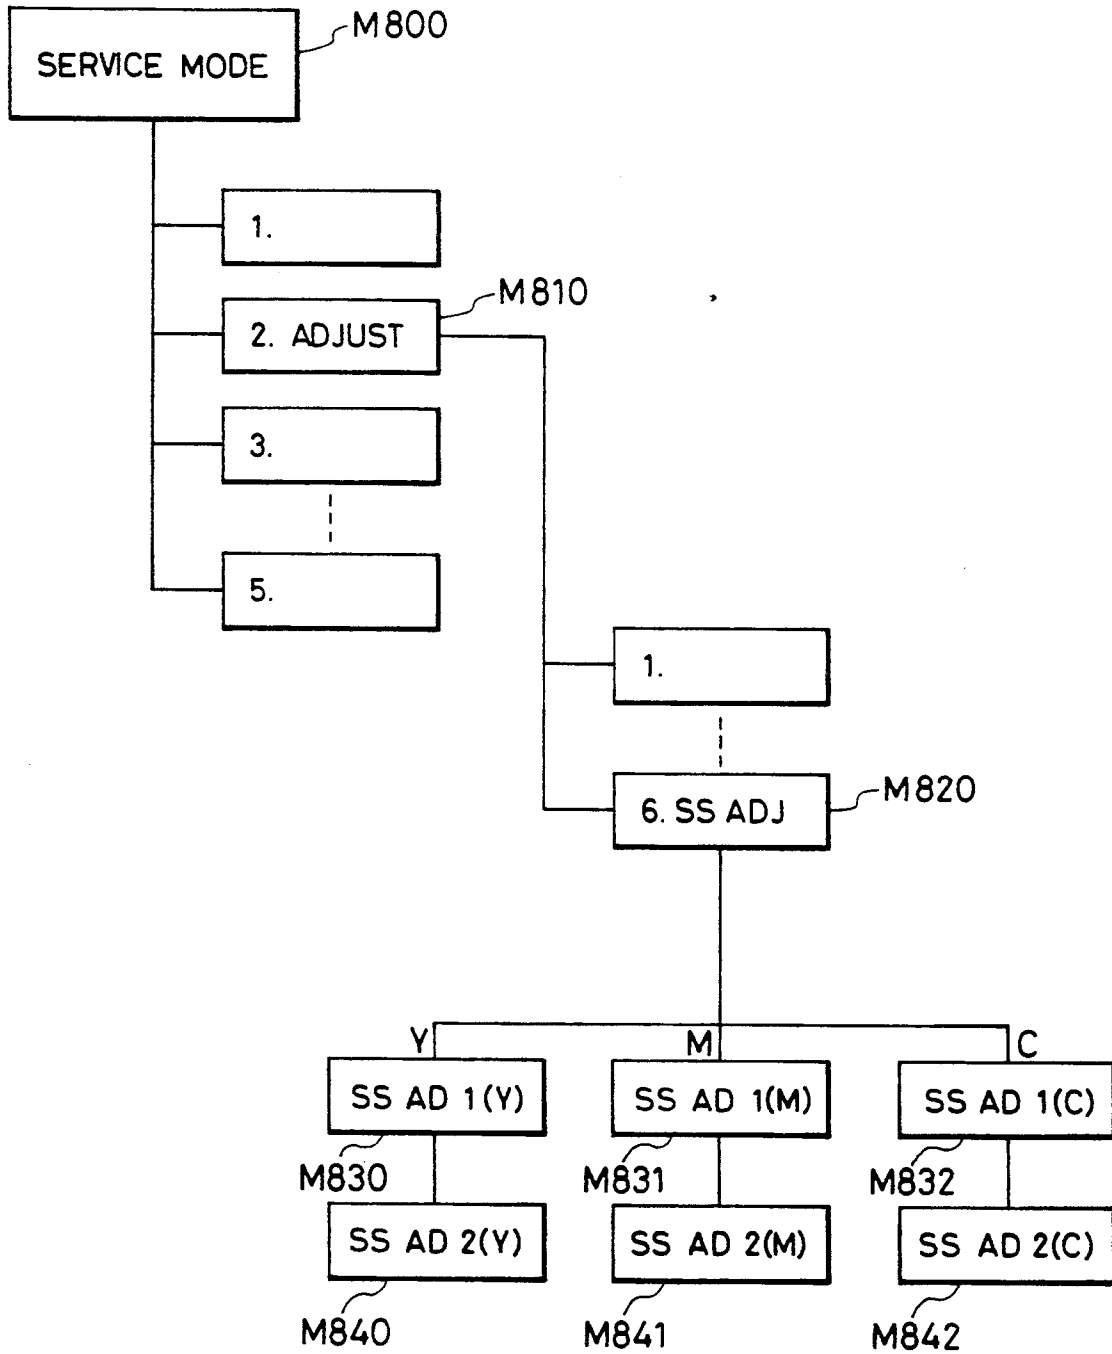 M800
SERVICE MODE
1.
M810
2. ADJUST
3.
5.
1.
M820
6. SS ADJ
Y M C
SS AD 1(Y) SS AD 1(M) SS AD 1(C)
M830 M831 M832
SS AD 2(Y) SS AD 2(M) SS AD 2(C)
M840 M841 M842